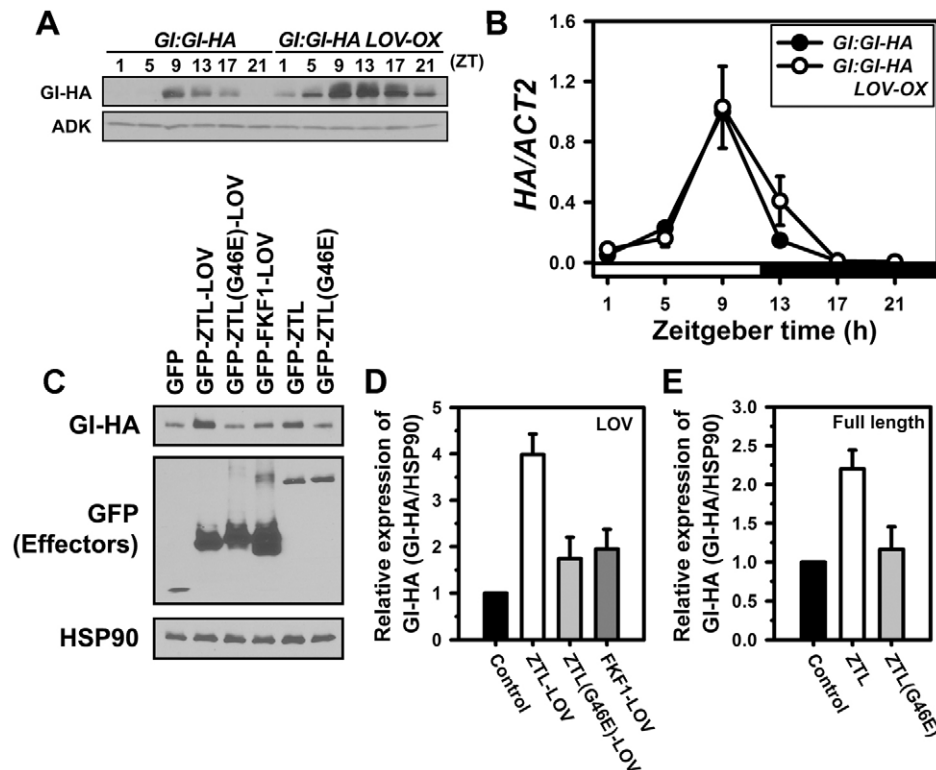 A
GI:GI-HA GI:GI-HA LOV-OX
1 5 9 13 17 21 1 5 9 13 17 21 (ZT)
GI-HA
ADK
B
GI:GI-HA
GI:GI-HA
LOV-OX
HA/ACT2
1.6
1.2
0.8
0.4
0.0
1 5 9 13 17 21
Zeitgeber time (h)
C
GFP
GFP-ZTL-LOV
GFP-ZTL(G46E)-LOV
GFP-FKF1-LOV
GFP-ZTL
GFP-ZTL(G46E)
GI-HA
GFP
(Effectors)
HSP90
D
LOV
Relative expression of
GI-HA (GI-HA/HSP90)
5
4
3
2
1
0
Control
ZTL-LOV
ZTL(G46E)-LOV
FKF1-LOV
E
Full length
Relative expression of
GI-HA (GI-HA/HSP90)
3.0
2.5
2.0
1.5
1.0
0.5
0.0
Control
ZTL
ZTL(G46E)